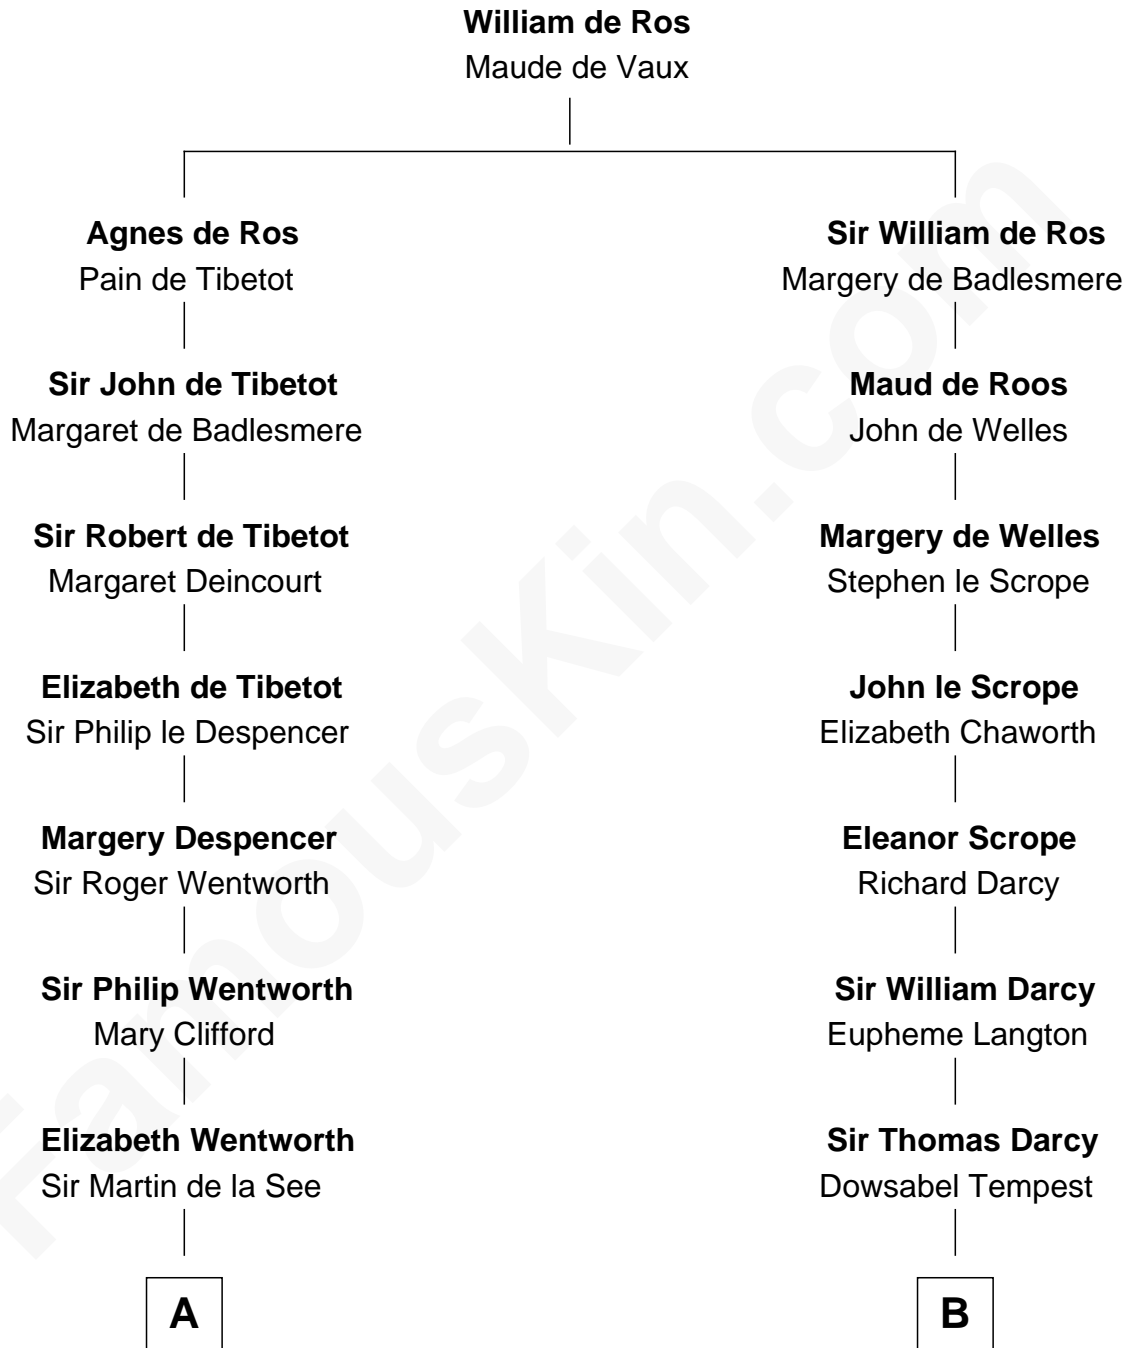 William de Ros
Maude de Vaux
Agnes de Ros
Pain de Tibetot
Sir William de Ros
Margery de Badlesmere
Sir John de Tibetot
Margaret de Badlesmere
Maud de Roos
John de Welles
Sir Robert de Tibetot
Margaret Deincourt
Margery de Welles
Stephen le Scrope
Elizabeth de Tibetot
Sir Philip le Despencer
John le Scrope
Elizabeth Chaworth
Margery Despencer
Sir Roger Wentworth
Eleanor Scrope
Richard Darcy
Sir Philip Wentworth
Mary Clifford
Sir William Darcy
Eupheme Langton
Elizabeth Wentworth
Sir Martin de la See
Sir Thomas Darcy
Dowsabel Tempest
A
B
FamousKin.com